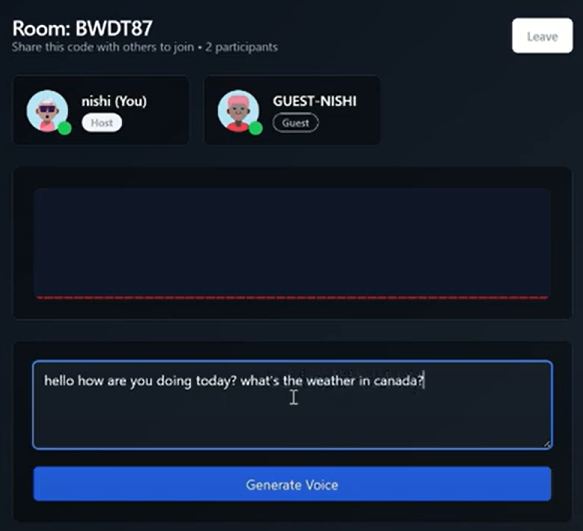 Room: BWDT87
Leave
Share this code with others to join • 2 participants
nishi (You)
Host
GUEST-NISHI
Guest
hello how are you doing today? what's the weather in canada?
Generate Voice